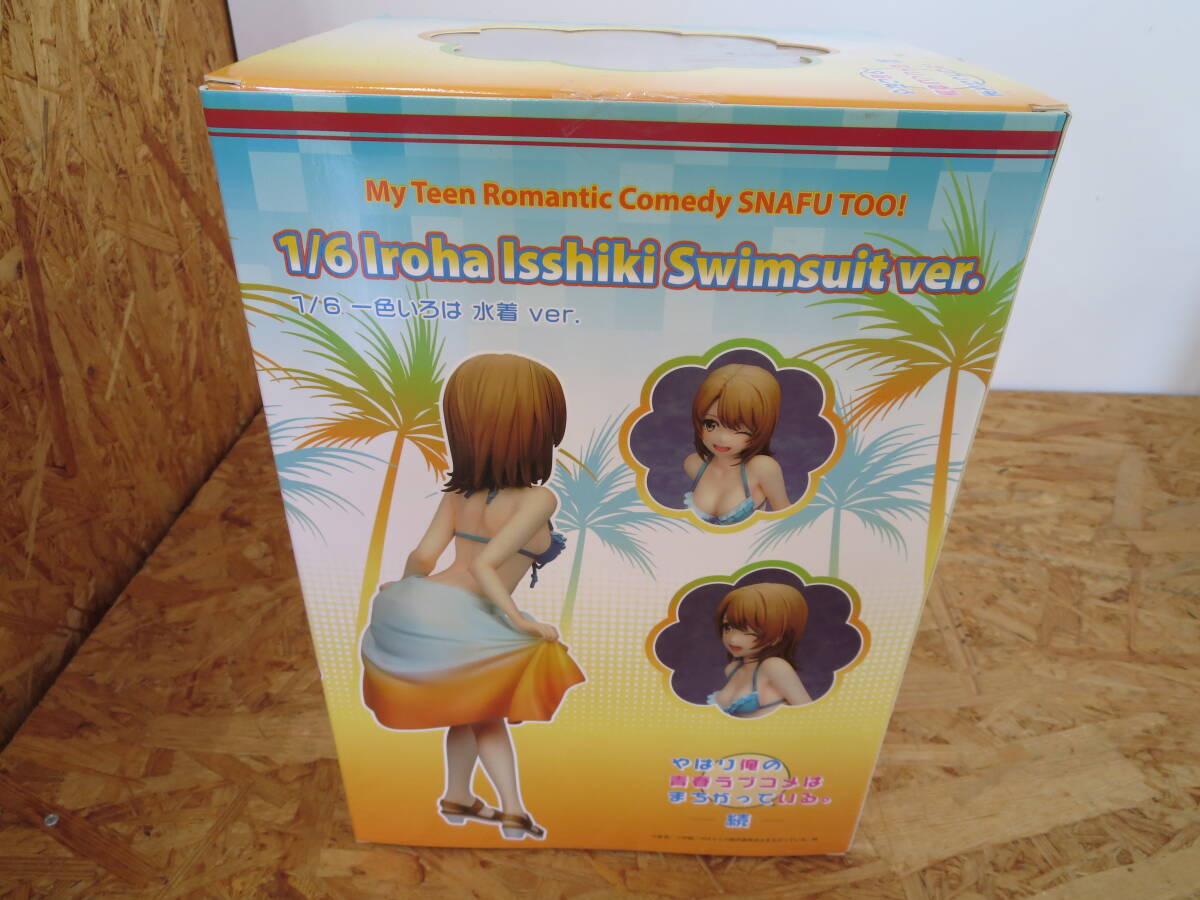 My Teen Romantic Comedy SNAFU TOO!
1/6 Iroha Isshiki Swimsuit ver.
1/6 一色いろは 水着 ver.
やはり俺の
青春ラブコメは
まちがっている。
続